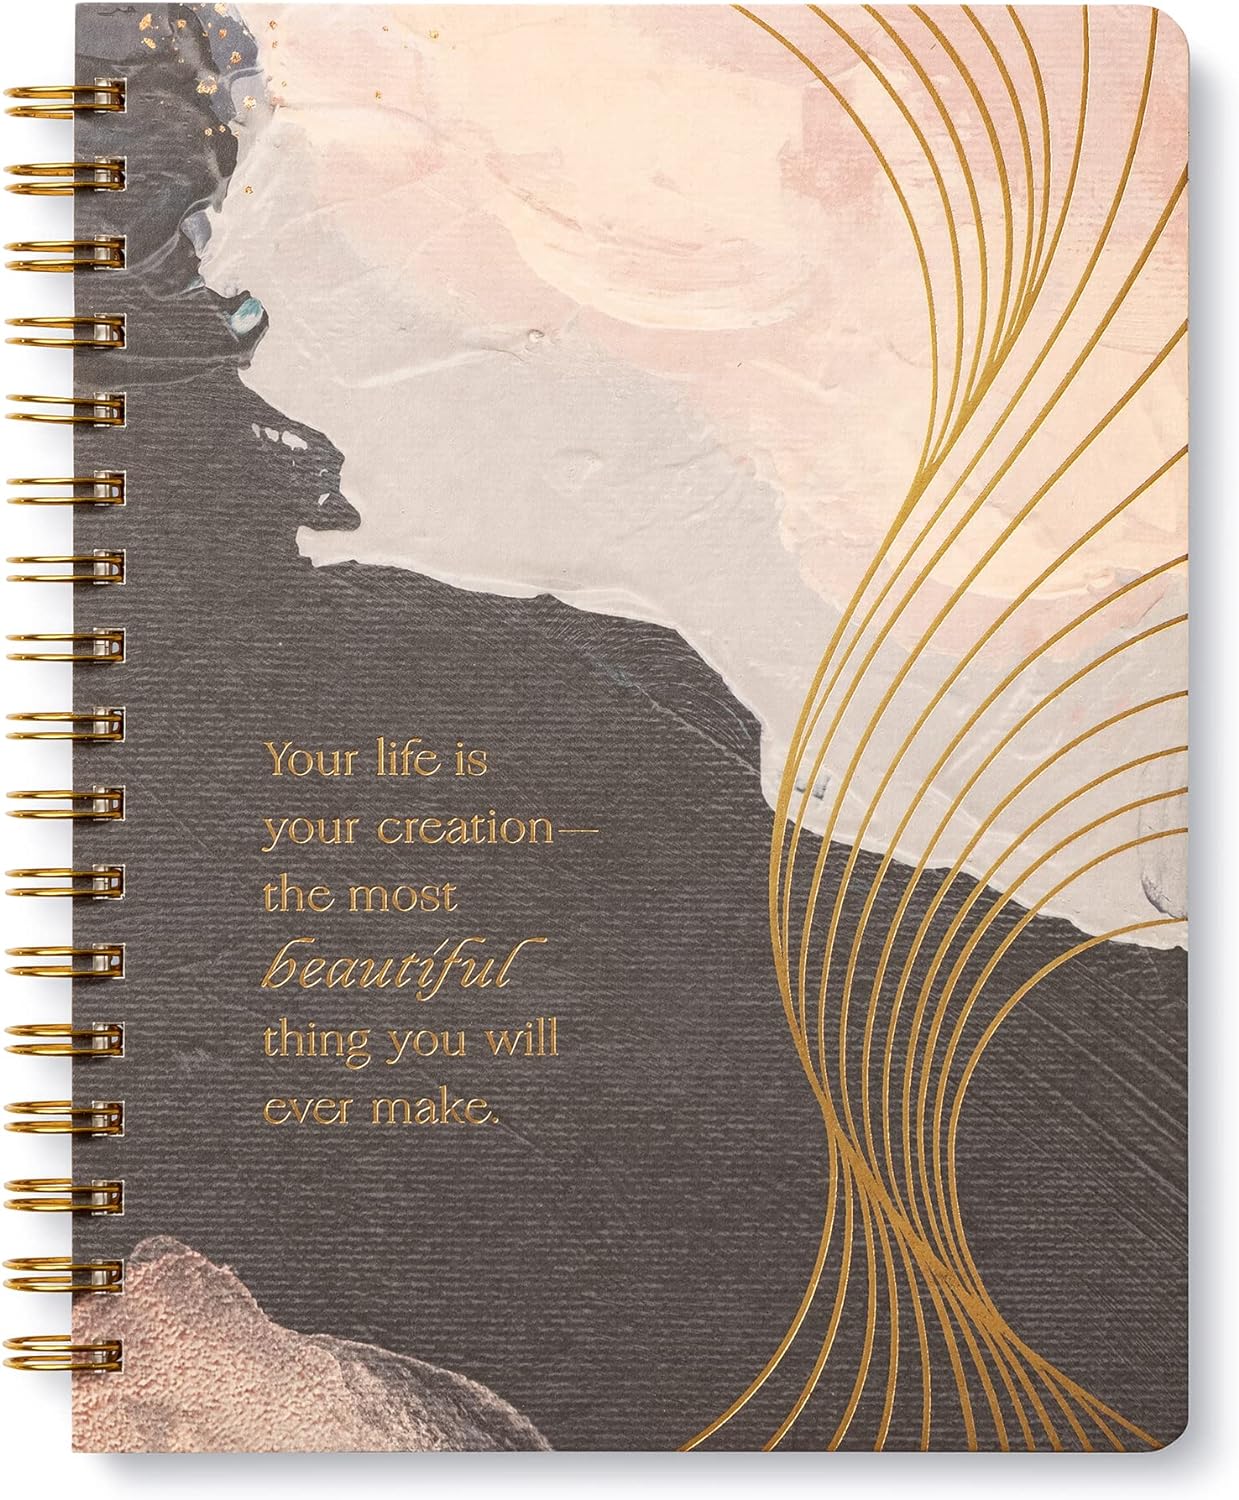 Your life is
your creation—
the most
beautiful
thing you will
ever make.